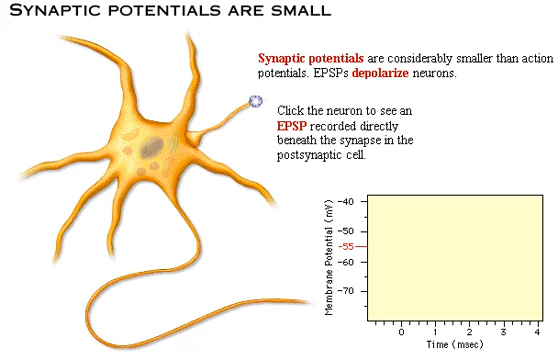 SYNAPTIC POTENTIALS ARE SMALL
Synaptic potentials are considerably smaller than action
potentials. EPSPs depolarize neurons.
Click the neuron to see an
EPSP recorded directly
beneath the synapse in the
postsynaptic cell.
Membrane Potential (mV)
-40
-50
-55
-60
-70
0 1 2 3 4
Time (msec)